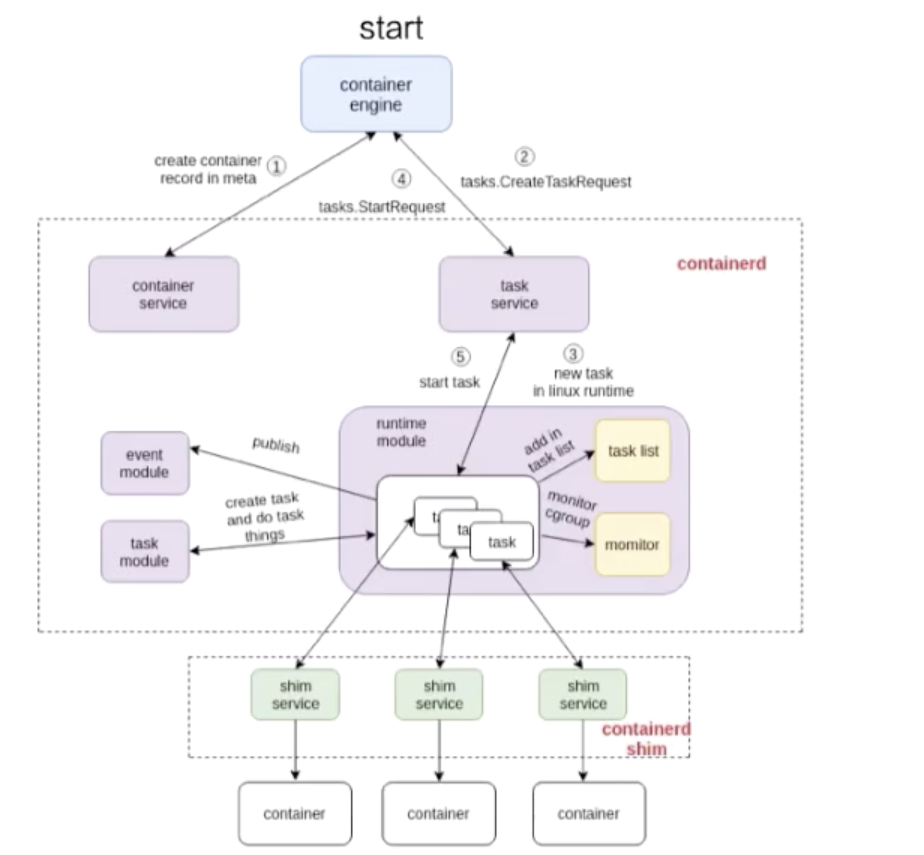 start
container
engine
create container
record in meta
①
④
tasks.StartRequest
②
tasks.CreateTaskRequest
containerd
container
service
task
service
⑤
start task
③
new task
in linux runtime
runtime
module
event
module
publish
add in
task list
task list
create task
and do task
things
task
module
ta
ta
task
monitor
cgroup
momitor
shim
service
shim
service
shim
service
containerd
shim
container
container
container